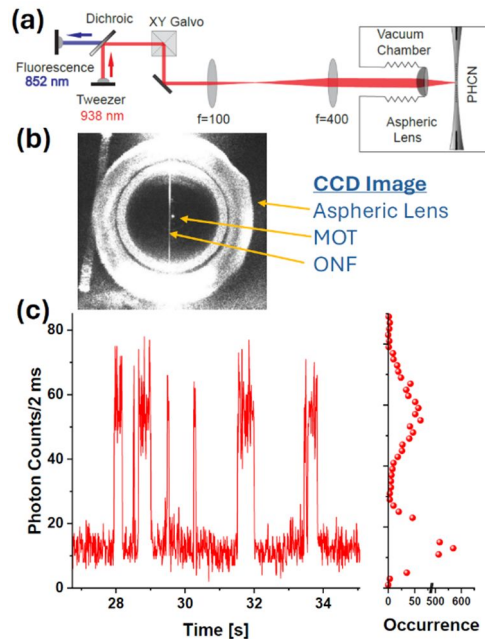 (a)
Dichroic
XY Galvo
Fluorescence
852 nm
Tweezer
938 nm
f=100
f=400
Vacuum
Chamber
Aspheric
Lens
PHCN
(b)
CCD Image
Aspheric Lens
MOT
ONF
(c)
80
60
40
20
0
Photon Counts/2 ms
28
30
32
34
Time [s]
0
50
500
600
Occurrence